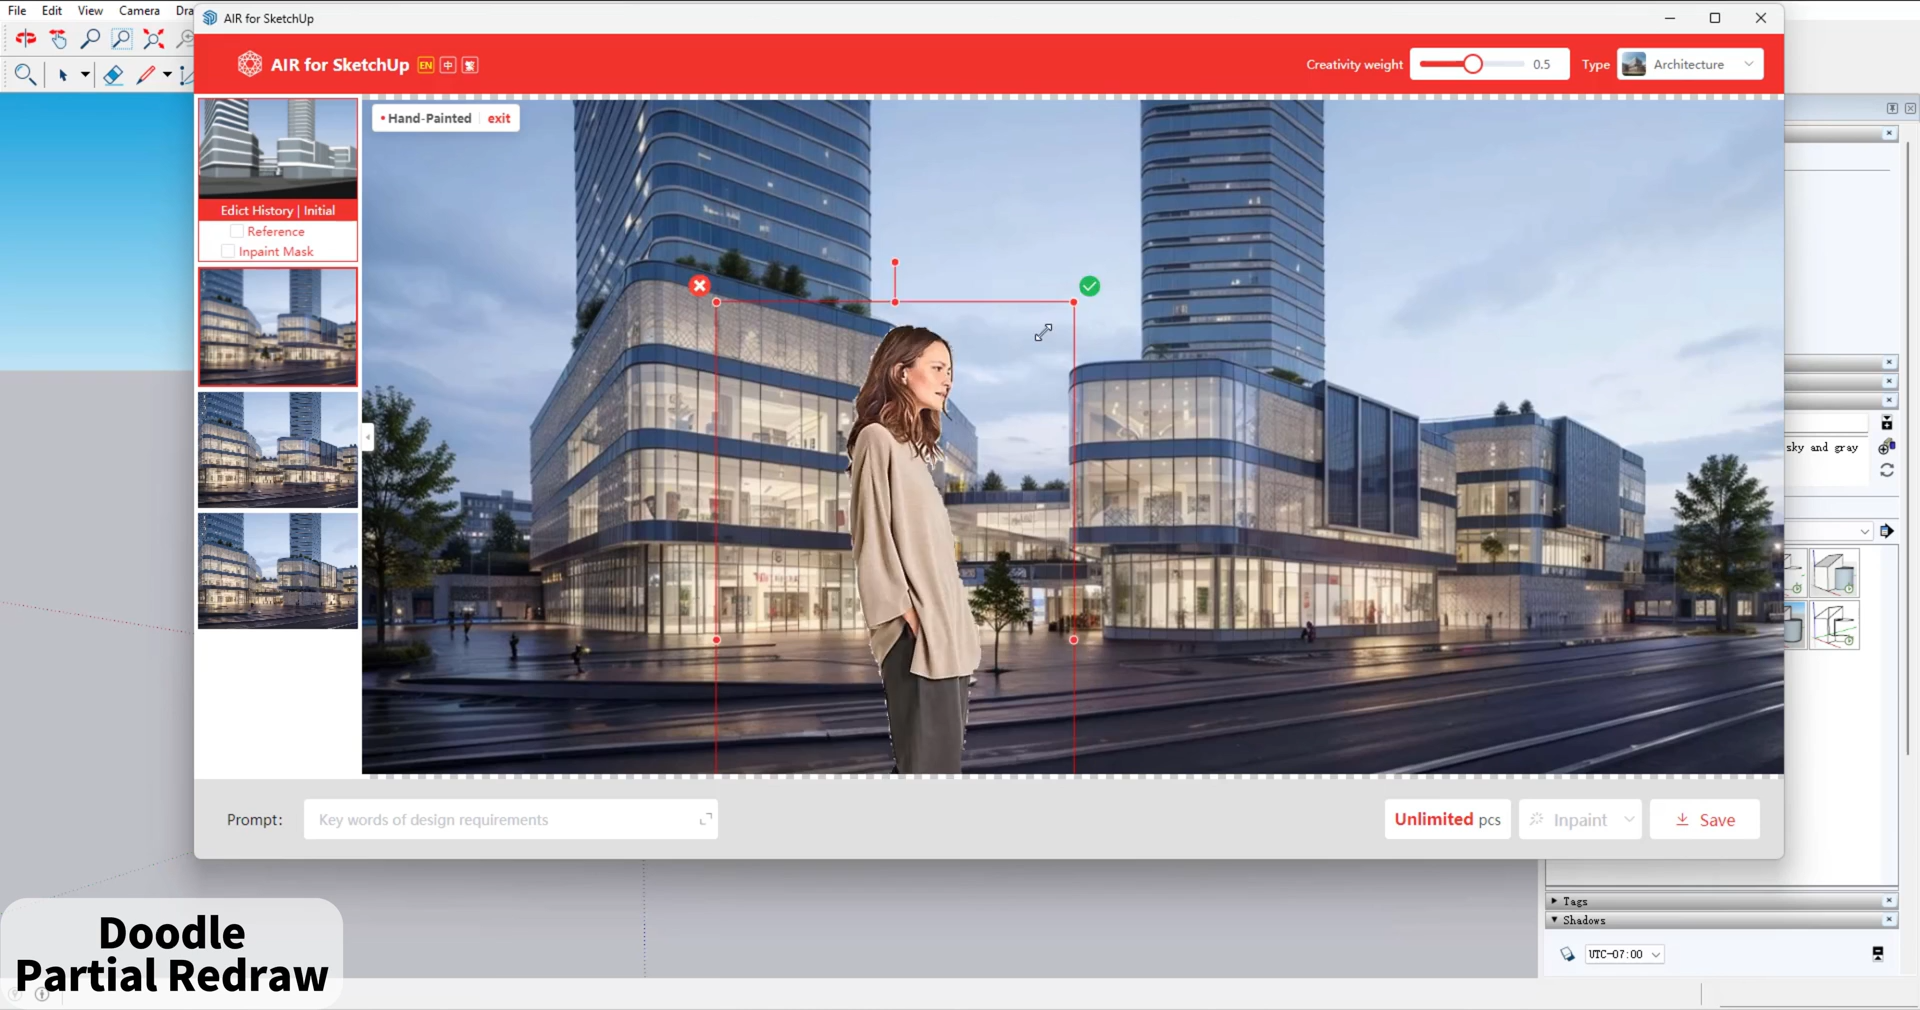 File Edit View Camera Dra
AIR for SketchUp
AIR for SketchUp EN 中 繁
Creativity weight 0.5 Type Architecture
• Hand-Painted exit
Edict History | Initial
Reference
Inpaint Mask
sky and gray
Prompt: Key words of design requirements
Unlimited pcs Inpaint Save
Tags
Shadows
UTC-07:00
Doodle
Partial Redraw